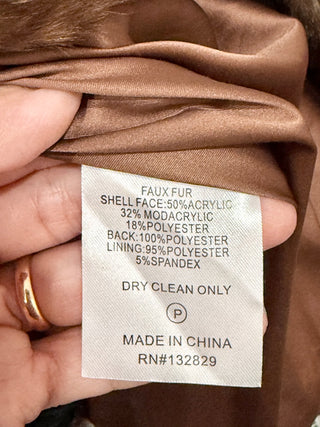 FAUX FUR
SHELL FACE:50%ACRYLIC
32% MODACRYLIC
18%POLYESTER
BACK:100%POLYESTER
LINING:95%POLYESTER
5%SPANDEX
DRY CLEAN ONLY
P
MADE IN CHINA
RN#132829